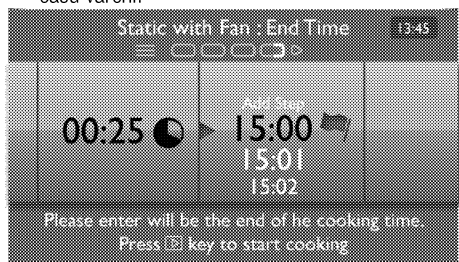 Static with Fan : End Time
13:45
Add Step
00:25
15:00
15:01
15:02
Please enter will be the end of he cooking time.
Press key to start cooking